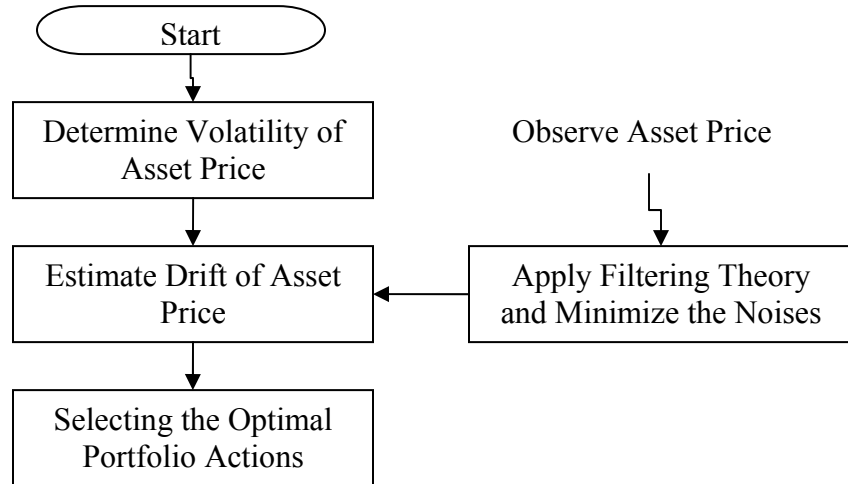 Start
Determine Volatility of
Asset Price
Observe Asset Price
Estimate Drift of Asset
Price
Apply Filtering Theory
and Minimize the Noises
Selecting the Optimal
Portfolio Actions